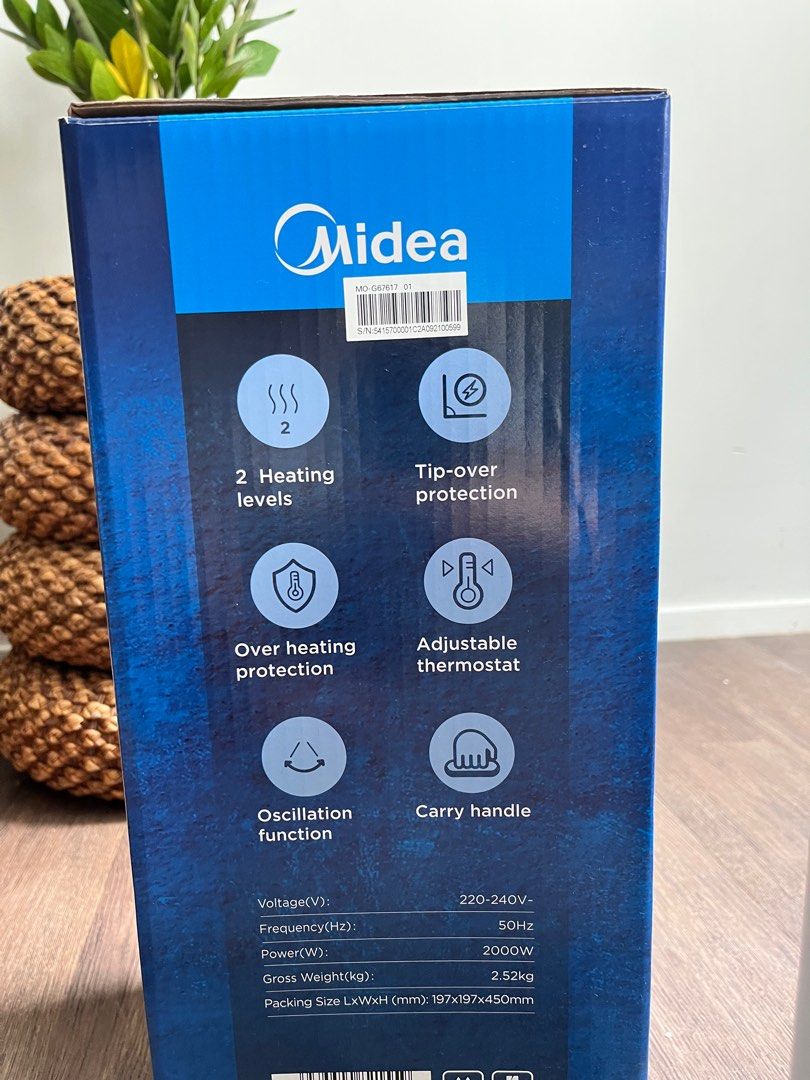 Midea
MO-G67617 01
S/N:5415700001C2A092100599
2
2 Heating
levels
Tip-over
protection
Over heating
protection
Adjustable
thermostat
Oscillation
function
Carry handle
Voltage(V): 220-240V~
Frequency(Hz): 50Hz
Power(W): 2000W
Gross Weight(kg): 2.52kg
Packing Size LxWxH (mm): 197x197x450mm